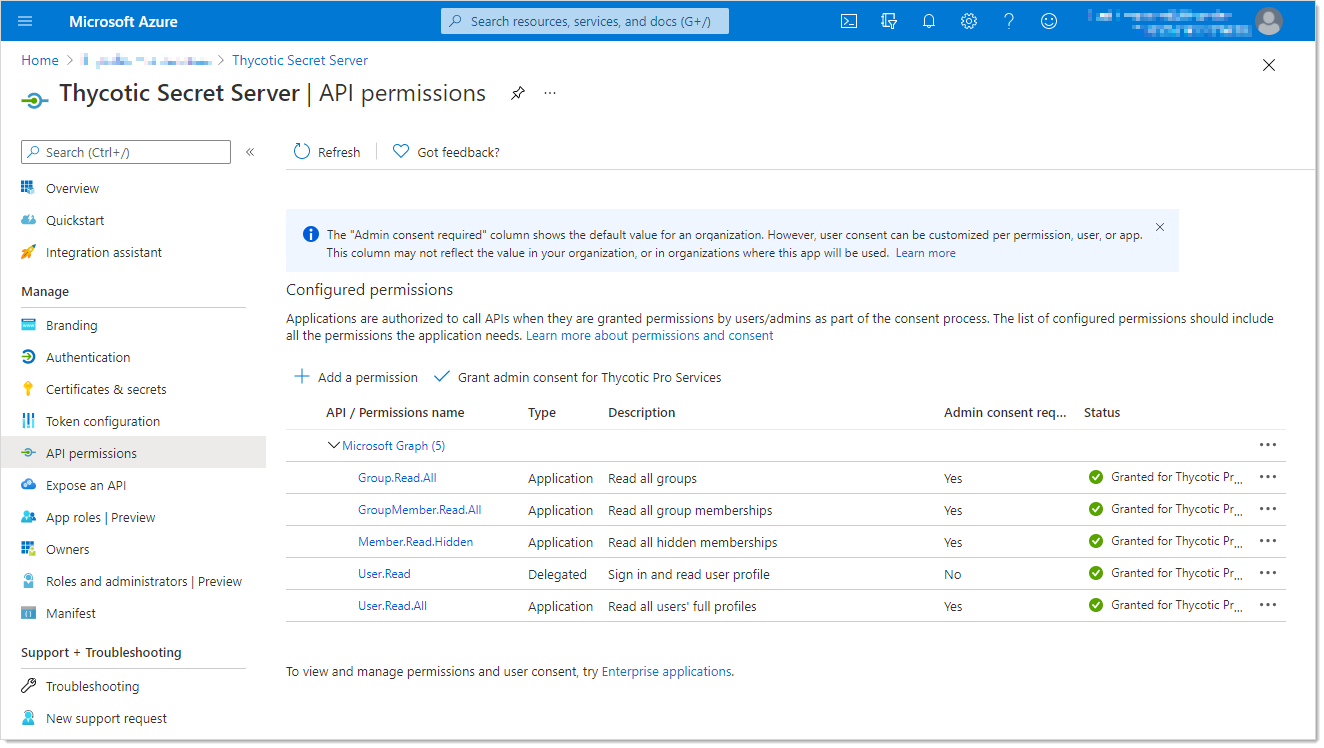 Microsoft Azure
Search resources, services, and docs (G+/)
Home > > Thycotic Secret Server
Thycotic Secret Server | API permissions
Search (Ctrl+/)
«
Refresh
Got feedback?
Overview
Quickstart
Integration assistant
Manage
Branding
Authentication
Certificates & secrets
Token configuration
API permissions
Expose an API
App roles | Preview
Owners
Roles and administrators | Preview
Manifest
Support + Troubleshooting
Troubleshooting
New support request
The "Admin consent required" column shows the default value for an organization. However, user consent can be customized per permission, user, or app.
This column may not reflect the value in your organization, or in organizations where this app will be used. Learn more
Configured permissions
Applications are authorized to call APIs when they are granted permissions by users/admins as part of the consent process. The list of configured permissions should include
all the permissions the application needs. Learn more about permissions and consent
Add a permission
Grant admin consent for Thycotic Pro Services
API / Permissions name Type Description Admin consent req... Status
Microsoft Graph (5)
Group.Read.All Application Read all groups Yes Granted for Thycotic Pr...
GroupMember.Read.All Application Read all group memberships Yes Granted for Thycotic Pr...
Member.Read.Hidden Application Read all hidden memberships Yes Granted for Thycotic Pr...
User.Read Delegated Sign in and read user profile No Granted for Thycotic Pr...
User.Read.All Application Read all users' full profiles Yes Granted for Thycotic Pr...
To view and manage permissions and user consent, try Enterprise applications.